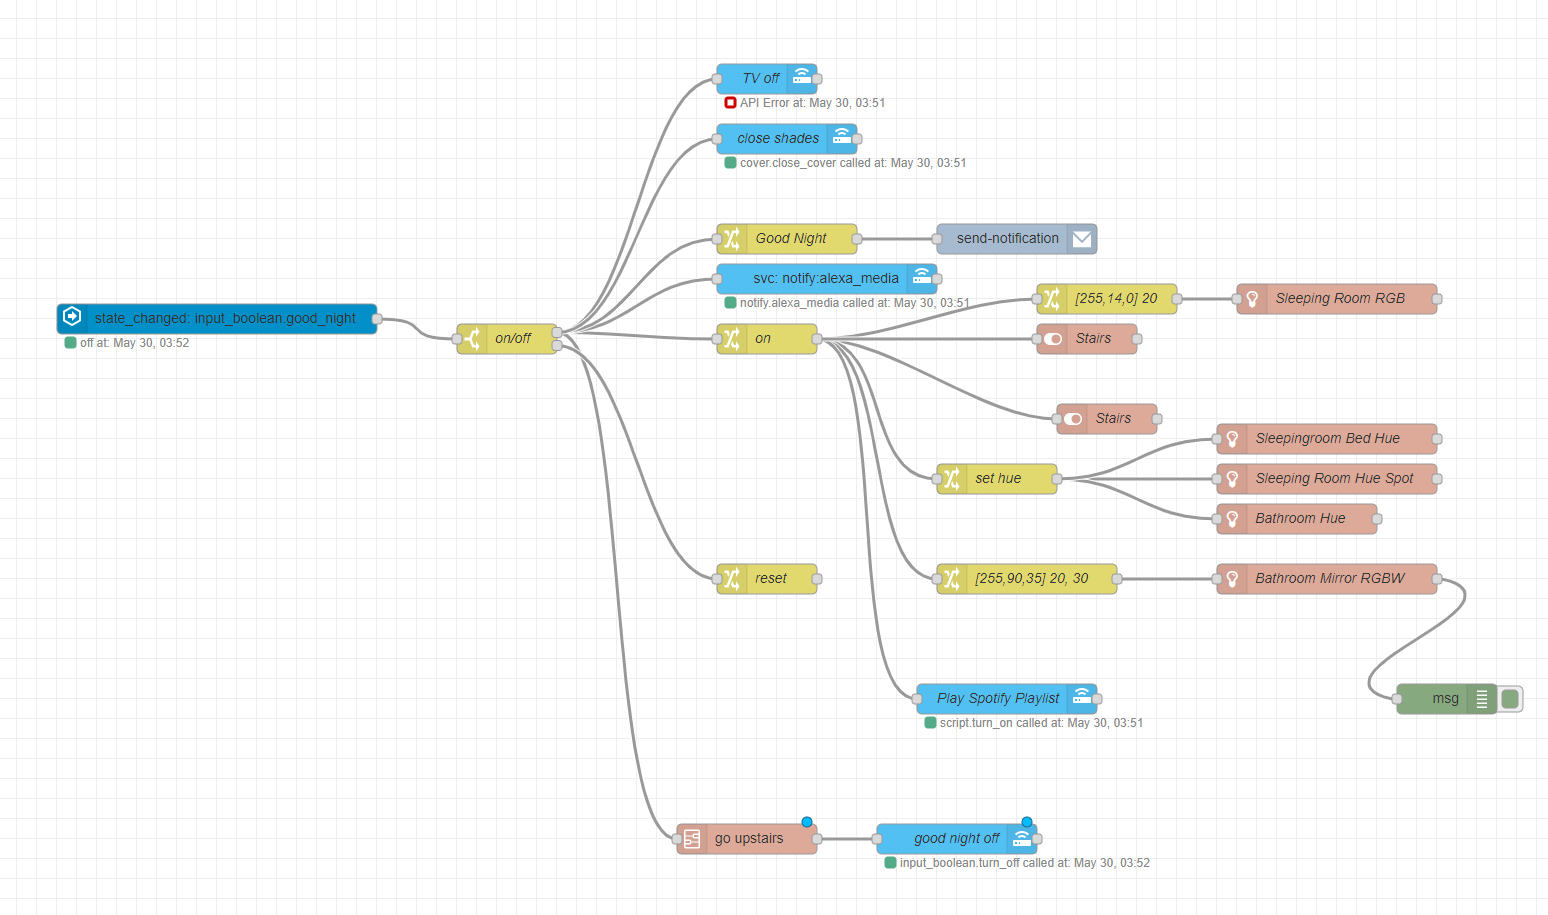 TV off
API Error at: May 30, 03:51
close shades
cover.close_cover called at: May 30, 03:51
Good Night
send-notification
svc: notify:alexa_media
notify.alexa_media called at: May 30, 03:51
[255,14,0] 20
Sleeping Room RGB
state_changed: input_boolean.good_night
off at: May 30, 03:52
on/off
on
Stairs
Stairs
Sleepingroom Bed Hue
set hue
Sleeping Room Hue Spot
Bathroom Hue
reset
[255,90,35] 20, 30
Bathroom Mirror RGBW
Play Spotify Playlist
script.turn_on called at: May 30, 03:51
msg
go upstairs
good night off
input_boolean.turn_off called at: May 30, 03:52